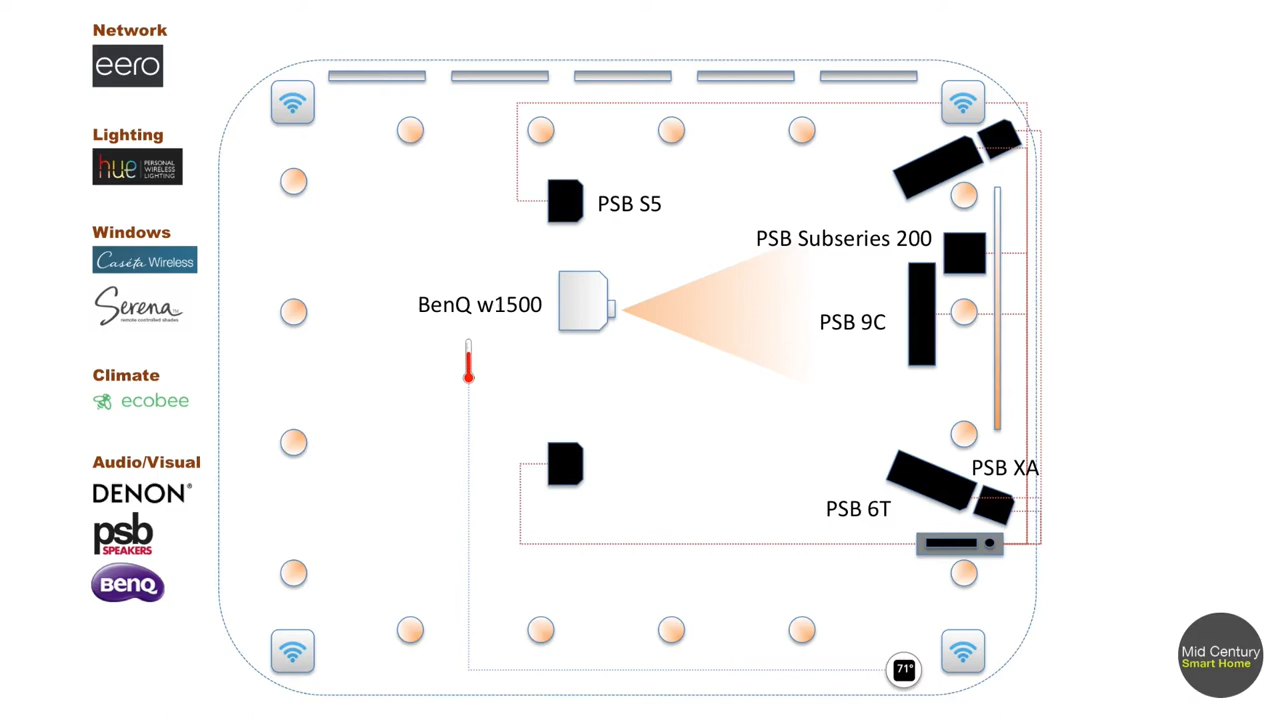 Network
eero
Lighting
hue PERSONAL WIRELESS LIGHTING
Windows
Caséta Wireless
Serena™
remote controlled shades
Climate
ecobee
Audio/Visual
DENON®
psb
SPEAKERS
BenQ
PSB S5
PSB Subseries 200
BenQ w1500
PSB 9C
PSB XA
PSB 6T
71°
Mid Century
Smart Home